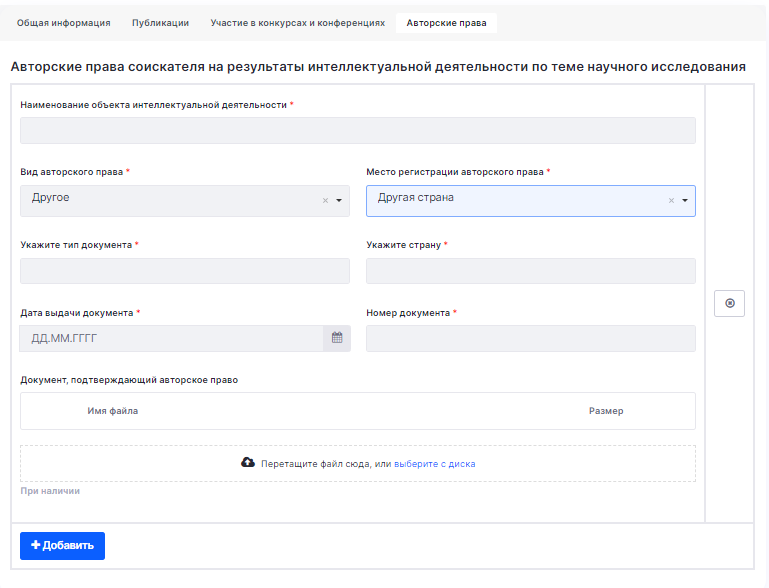 Общая информация Публикации Участие в конкурсах и конференциях Авторские права
Авторские права соискателя на результаты интеллектуальной деятельности по теме научного исследования
Наименование объекта интеллектуальной деятельности *
Вид авторского права * Место регистрации авторского права *
Другое × Другая страна ×
Укажите тип документа * Укажите страну *
Дата выдачи документа * Номер документа *
ДД.ММ.ГГГГ
Документ, подтверждающий авторское право
Имя файла Размер
Перетащите файл сюда, или выберите с диска
При наличии
+ Добавить